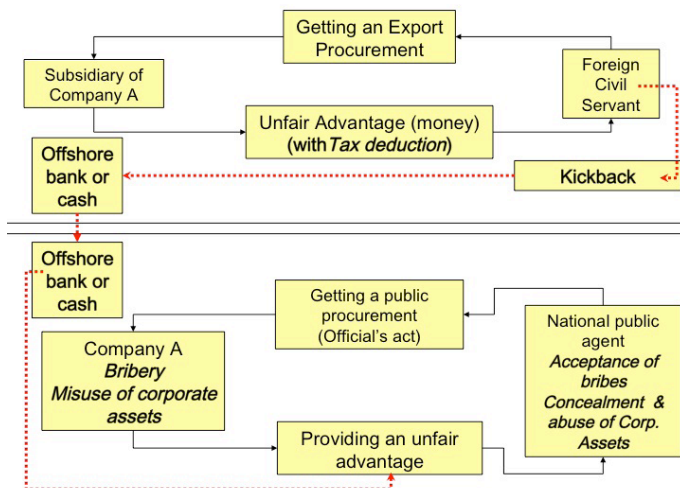 Getting an Export
Procurement
Subsidiary of
Company A
Foreign
Civil
Servant
Unfair Advantage (money)
(with Tax deduction)
Offshore
bank or
cash
Kickback
Offshore
bank or
cash
Getting a public
procurement
(Official's act)
National public
agent
Acceptance of
bribes
Concealment &
abuse of Corp.
Assets
Company A
Bribery
Misuse of corporate
assets
Providing an unfair
advantage